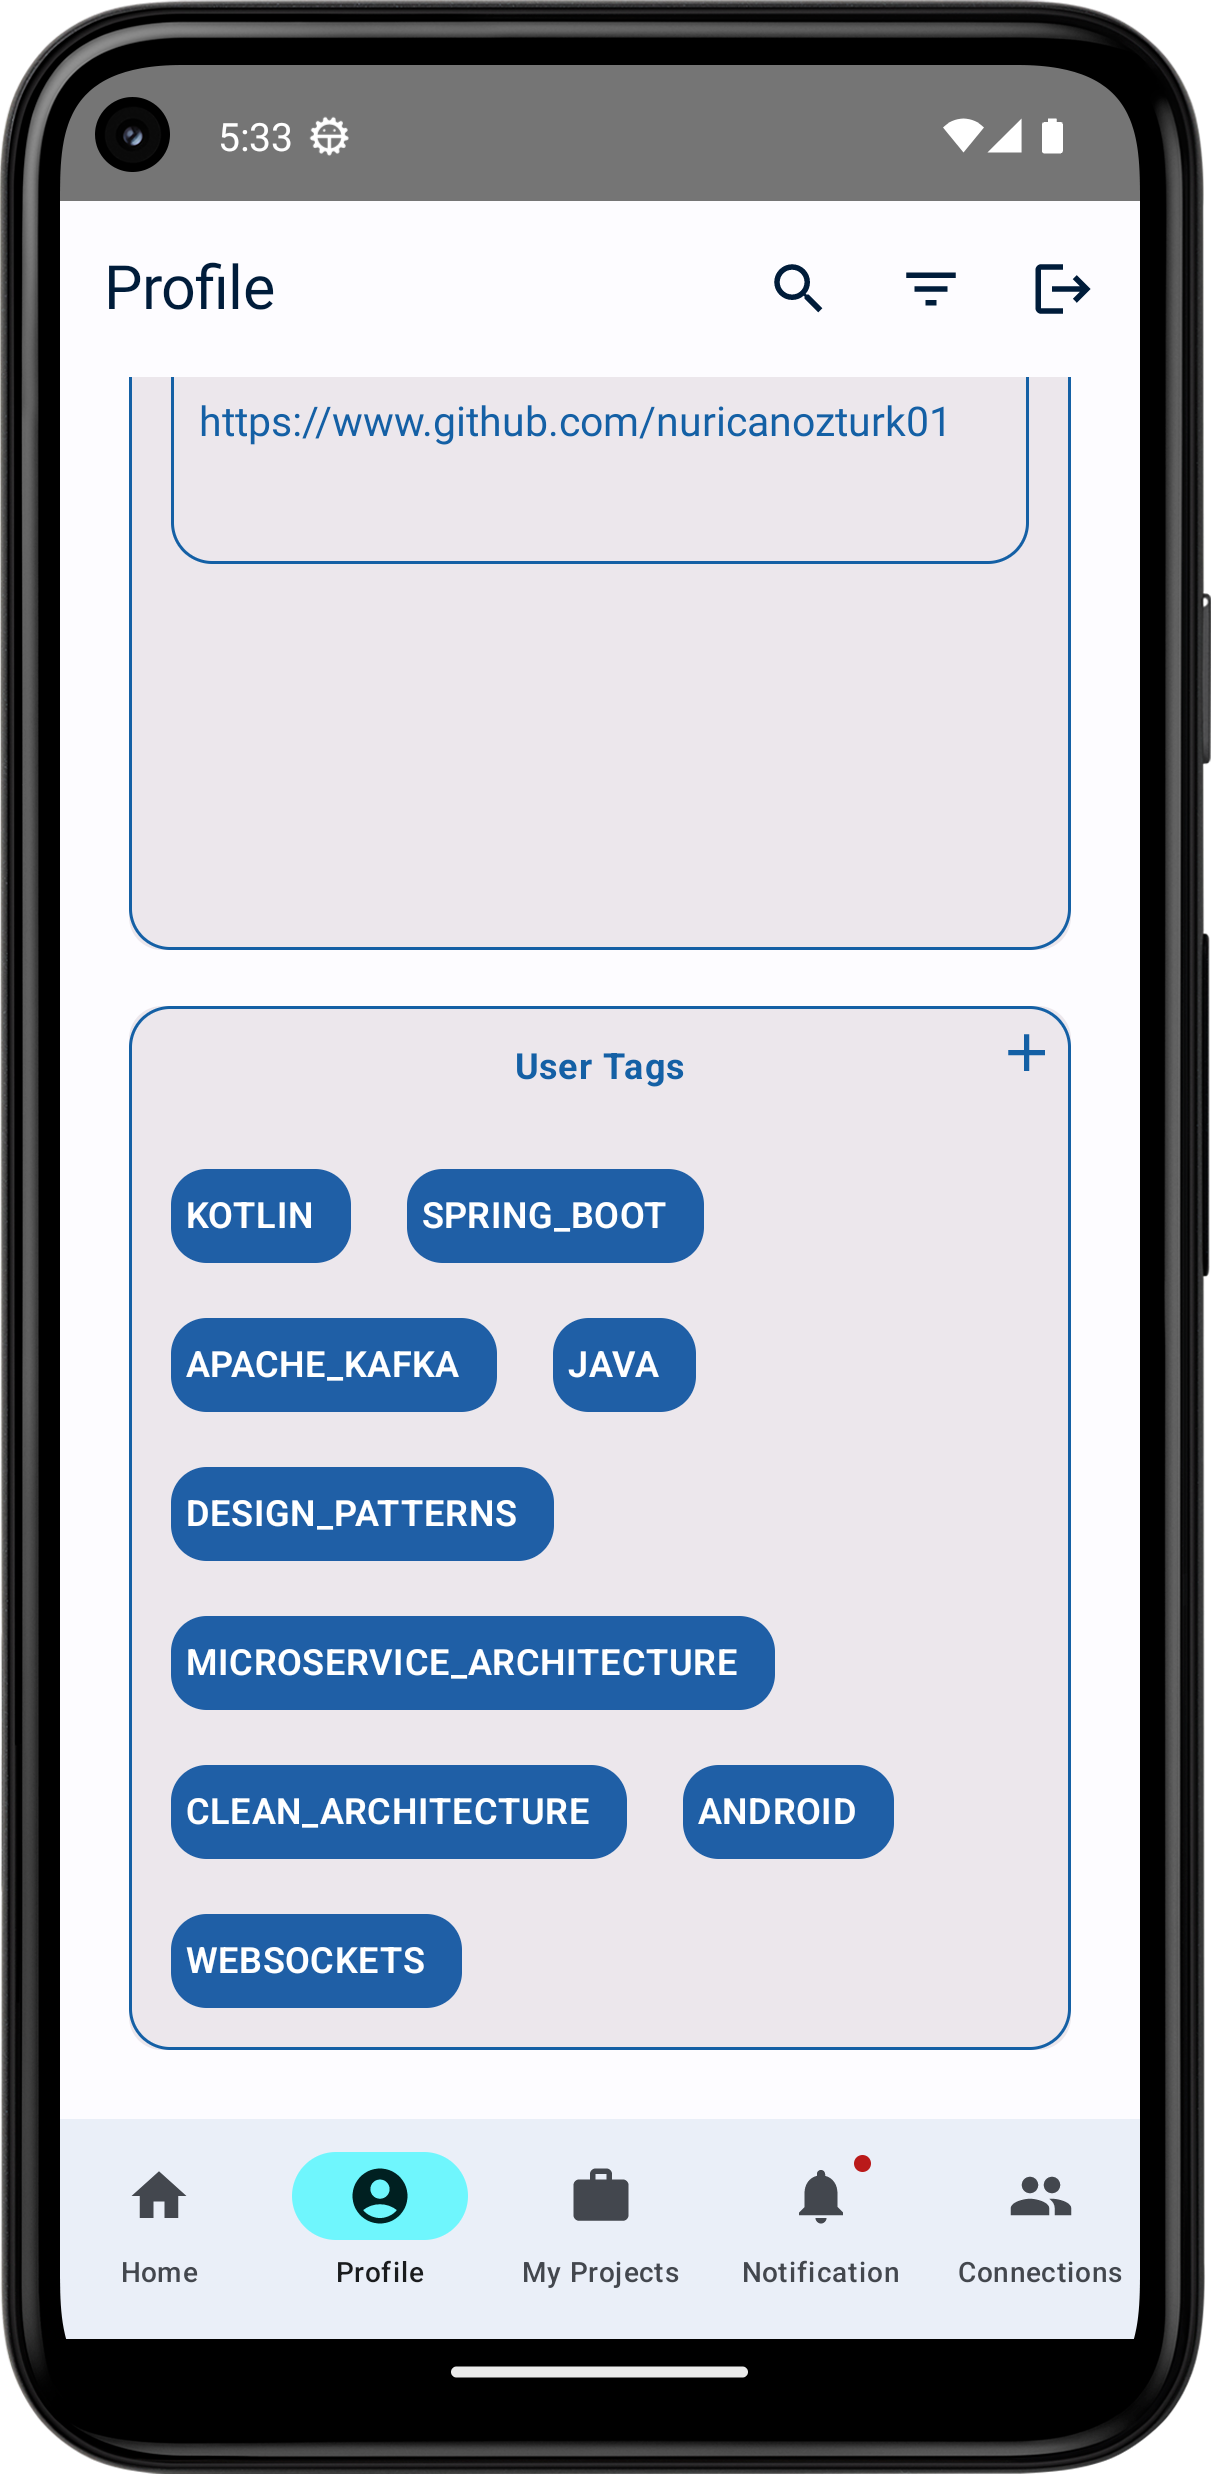 5:33
Profile
https://www.github.com/nuricanozturk01
User Tags
KOTLIN SPRING_BOOT
APACHE_KAFKA JAVA
DESIGN_PATTERNS
MICROSERVICE_ARCHITECTURE
CLEAN_ARCHITECTURE ANDROID
WEBSOCKETS
Home Profile My Projects Notification Connections